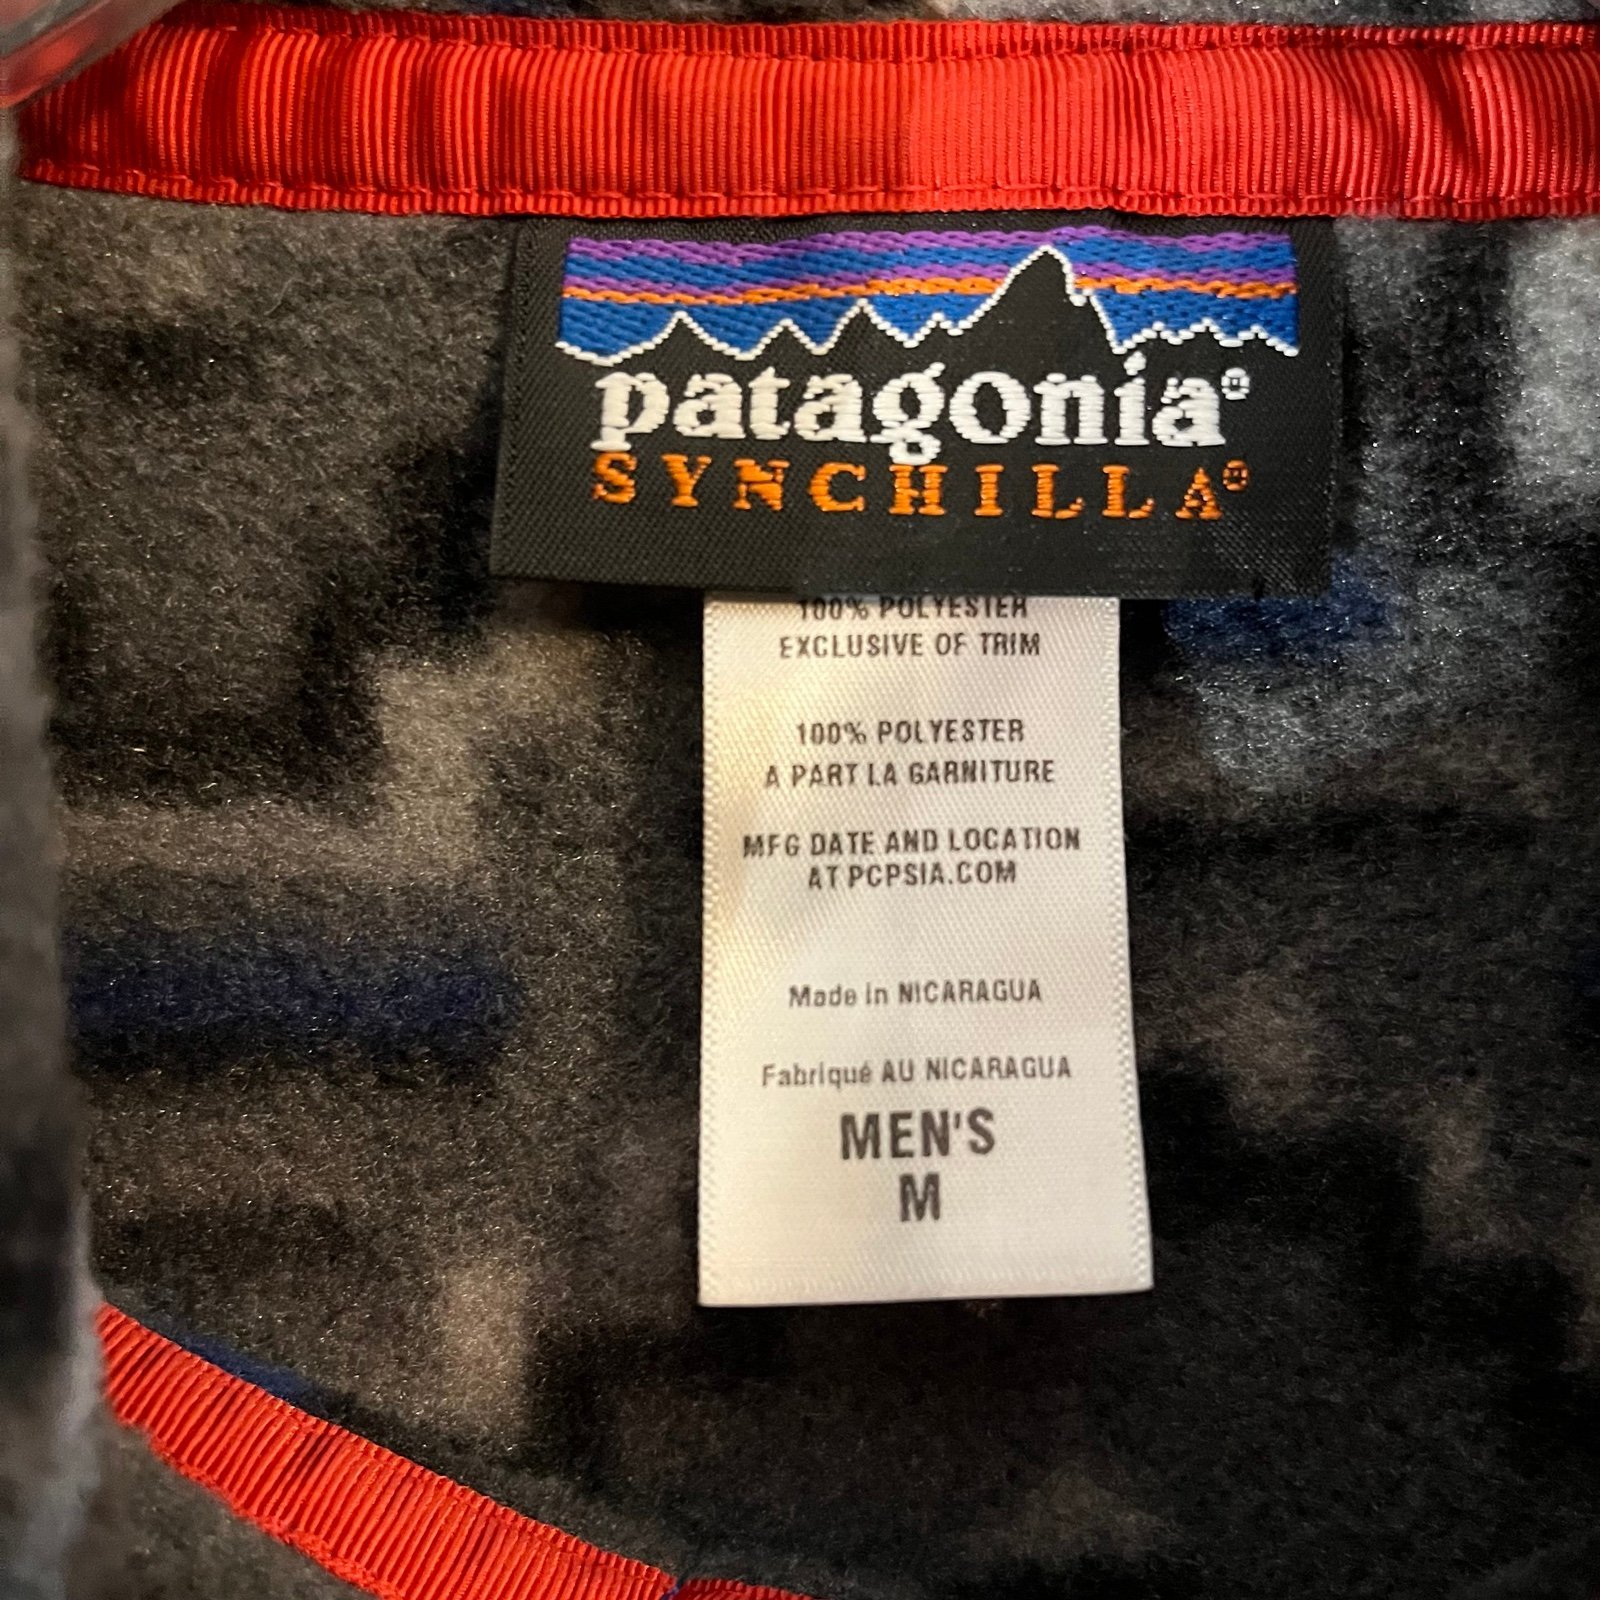 patagonia®
SYNCHILLA®
100% POLYESTER
EXCLUSIVE OF TRIM
100% POLYESTER
A PART LA GARNITURE
MFG DATE AND LOCATION
AT PCPSIA.COM
Made in NICARAGUA
Fabriqué AU NICARAGUA
MEN'S
M